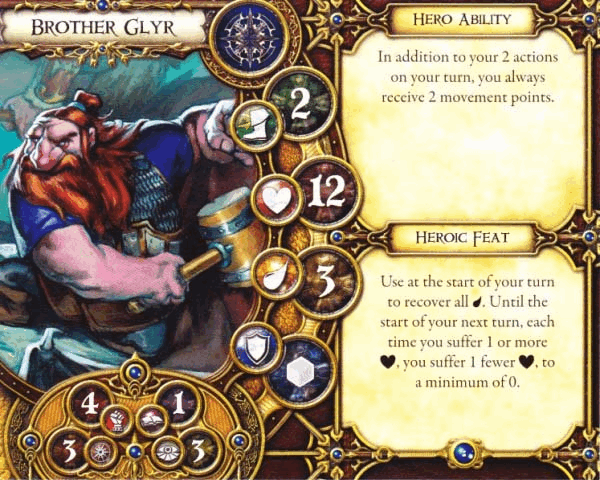 BROTHER GLYR
2
12
3
4
1
3
3
HERO ABILITY
In addition to your 2 actions
on your turn, you always
receive 2 movement points.
HEROIC FEAT
Use at the start of your turn
to recover all . Until the
start of your next turn, each
time you suffer 1 or more
, you suffer 1 fewer , to
a minimum of 0.